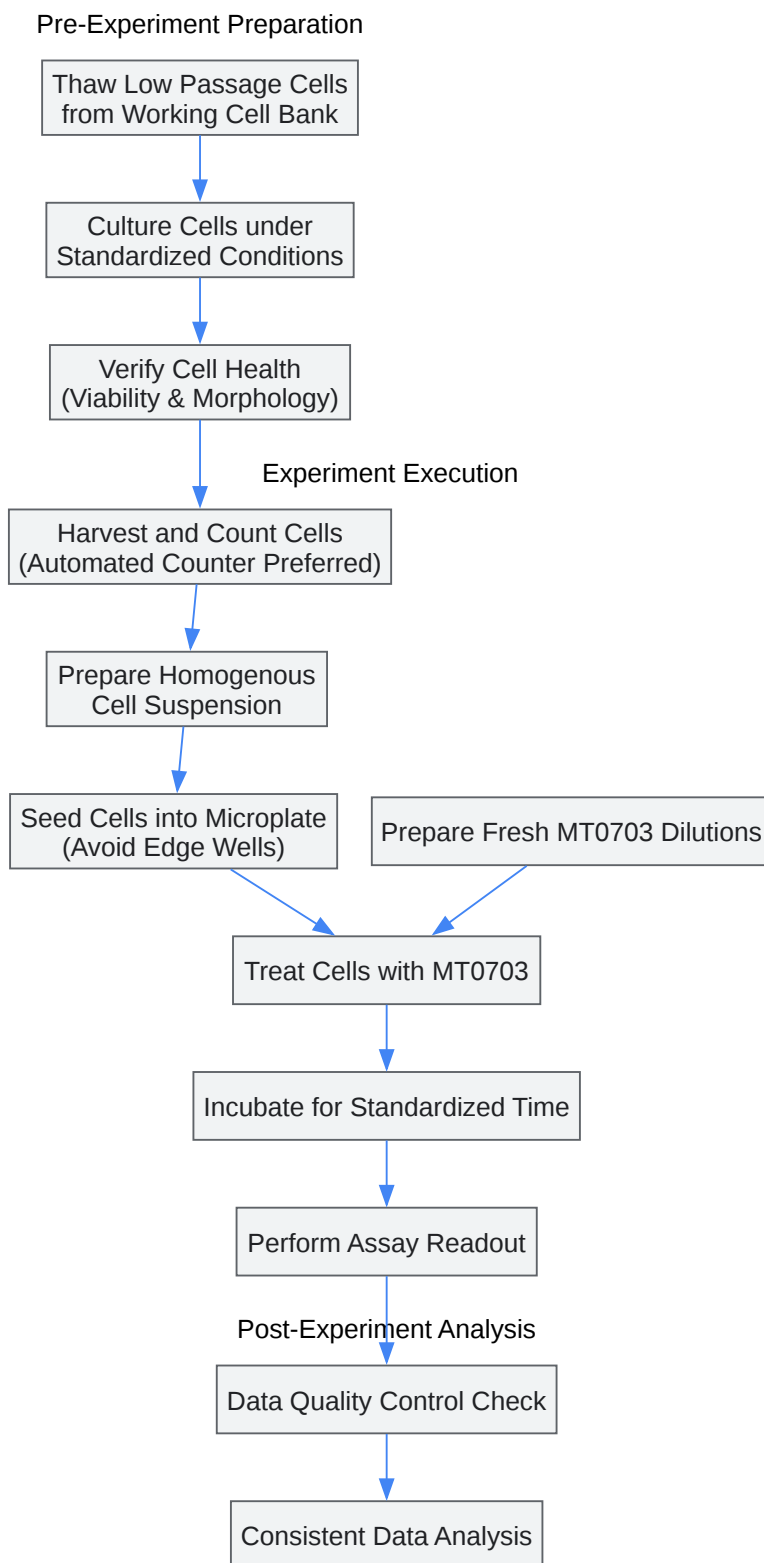 Pre-Experiment Preparation
Thaw Low Passage Cells
from Working Cell Bank
Culture Cells under
Standardized Conditions
Verify Cell Health
(Viability & Morphology)
Experiment Execution
Harvest and Count Cells
(Automated Counter Preferred)
Prepare Homogenous
Cell Suspension
Seed Cells into Microplate
(Avoid Edge Wells)
Prepare Fresh MT0703 Dilutions
Treat Cells with MT0703
Incubate for Standardized Time
Perform Assay Readout
Post-Experiment Analysis
Data Quality Control Check
Consistent Data Analysis